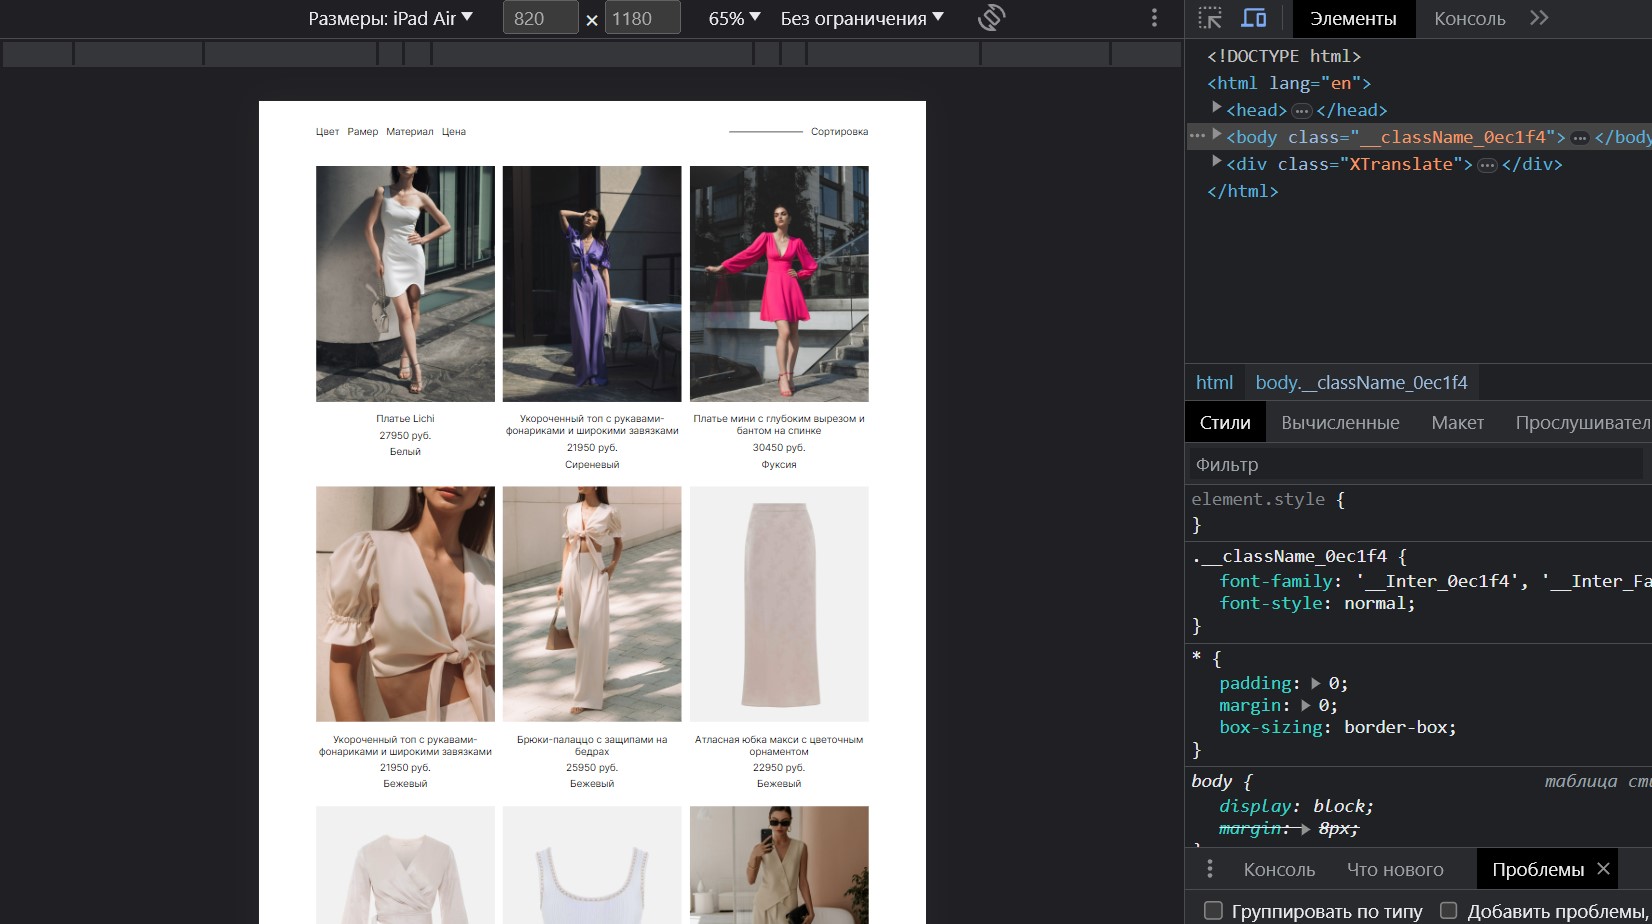 Размеры: iPad Air 820 × 1180 65% Без ограничения
Цвет Рамер Материал Цена Сортировка
Платье Lichi
27950 руб.
Белый
Укороченный топ с рукавами-
фонариками и широкими завязками
21950 руб.
Сиреневый
Платье мини с глубоким вырезом и
бантом на спинке
30450 руб.
Фуксия
Укороченный топ с рукавами-
фонариками и широкими завязками
21950 руб.
Бежевый
Брюки-палаццо с защипами на
бедрах
25950 руб.
Бежевый
Атласная юбка макси с цветочным
орнаментом
22950 руб.
Бежевый
Элементы Консоль
<!DOCTYPE html>
<html lang="en">
<head> </head>
<body class="__className_0ec1f4"> </body
<div class="XTranslate"> </div>
</html>
html body.__className_0ec1f4
Стили Вычисленные Макет Прослушивател
Фильтр
element.style {
}
.__className_0ec1f4 {
font-family: '__Inter_0ec1f4', '__Inter_Fa
font-style: normal;
}
* {
padding: 0;
margin: 0;
box-sizing: border-box;
}
body { таблица сти
display: block;
margin: 8px;
Консоль Что нового Проблемы
Группировать по типу Добавить проблемы,